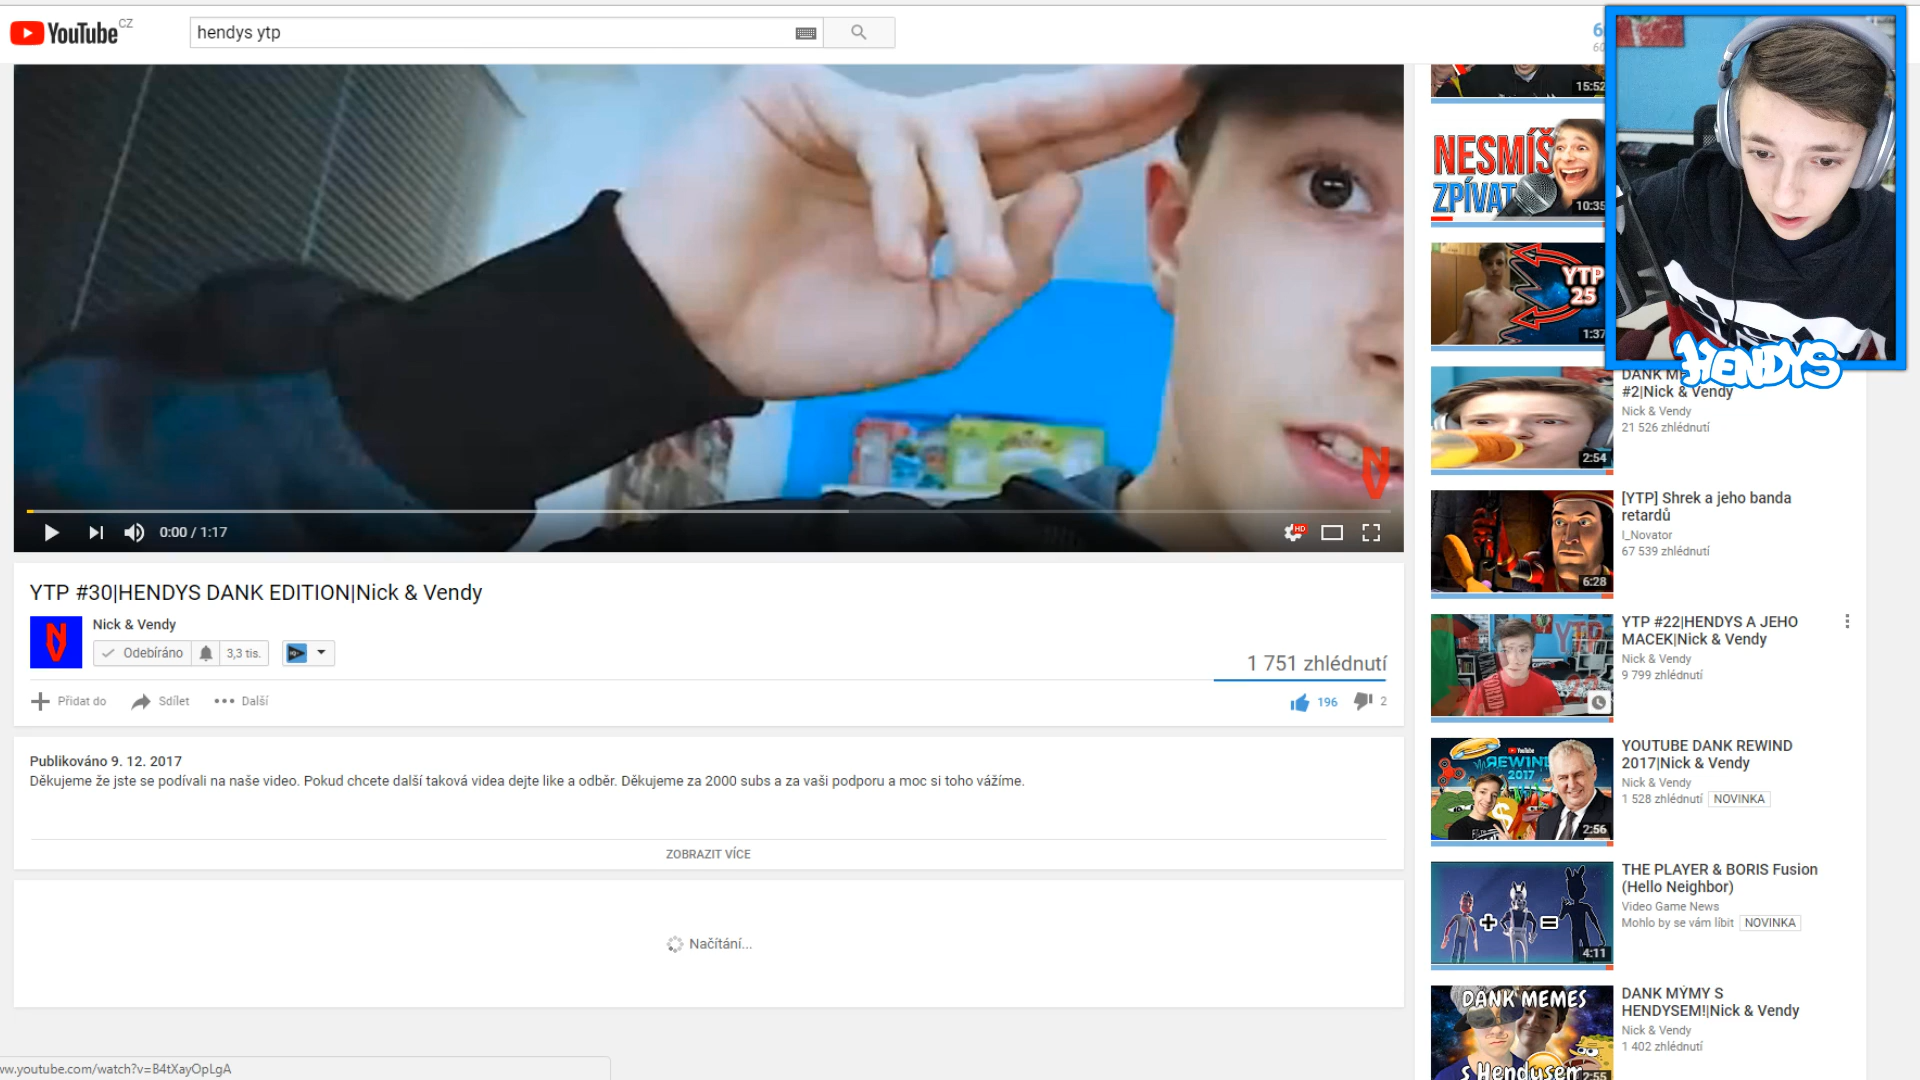 YouTube CZ
hendys ytp
0:00 / 1:17
HD
NV
YTP #30|HENDYS DANK EDITION|Nick & Vendy
Nick & Vendy
Odebíráno
3,3 tis.
1 751 zhlédnutí
Přidat do
Sdílet
Další
196
2
Publikováno 9. 12. 2017
Děkujeme že jste se podívali na naše video. Pokud chcete další taková videa dejte like a odběr. Děkujeme za 2000 subs a za vaši podporu a moc si toho vážíme.
ZOBRAZIT VÍCE
Načítání...
ww.youtube.com/watch?v=B4tXayOpLgA
15:52
NESMÍŠ
ZPÍVAT
10:35
YTP
25
1:37
HENDYS
#2|Nick & Vendy
Nick & Vendy
21 526 zhlédnutí
2:54
[YTP] Shrek a jeho banda
retardů
I_Novator
67 539 zhlédnutí
6:28
YTP #22|HENDYS A JEHO
MACEK|Nick & Vendy
Nick & Vendy
9 799 zhlédnutí
YTP
YOUTUBE DANK REWIND
2017|Nick & Vendy
Nick & Vendy
1 528 zhlédnutí NOVINKA
YouTube
REWIND
2017
2:56
THE PLAYER & BORIS Fusion
(Hello Neighbor)
Video Game News
Mohlo by se vám líbit NOVINKA
4:11
DANK MÝMY S
HENDYSEM!|Nick & Vendy
Nick & Vendy
1 402 zhlédnutí
DANK MEMES
s Hendysem
2:55